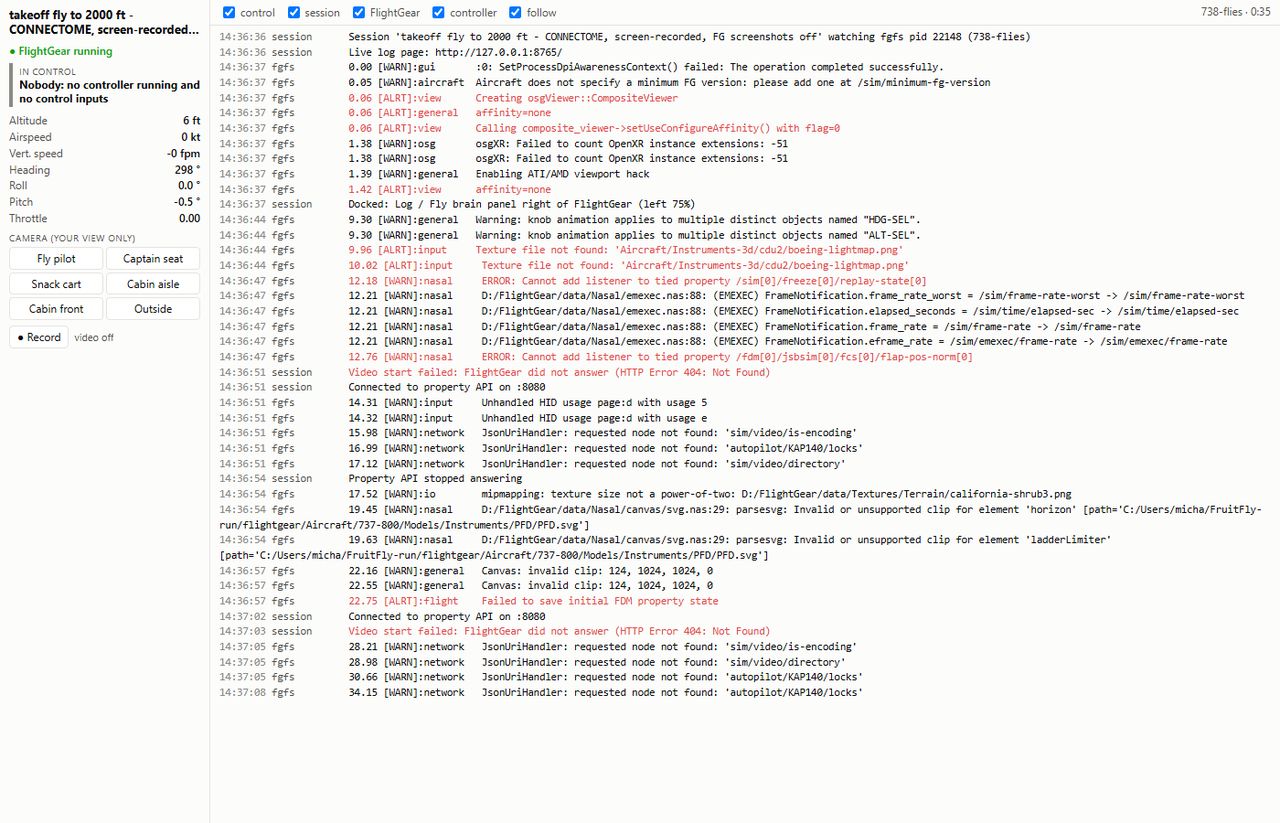 takeoff fly to 2000 ft -
CONNECTOME, screen-recorded...
● FlightGear running
IN CONTROL
Nobody: no controller running and
no control inputs
Altitude 6 ft
Airspeed 0 kt
Vert. speed -0 fpm
Heading 298 °
Roll 0.0 °
Pitch -0.5 °
Throttle 0.00
CAMERA (YOUR VIEW ONLY)
Fly pilot Captain seat
Snack cart Cabin aisle
Cabin front Outside
● Record video off
control session FlightGear controller follow 738-flies · 0:35
14:36:36 session Session 'takeoff fly to 2000 ft - CONNECTOME, screen-recorded, FG screenshots off' watching fgfs pid 22148 (738-flies)
14:36:36 session Live log page: http://127.0.0.1:8765/
14:36:37 fgfs 0.00 [WARN]:gui :0: SetProcessDpiAwarenessContext() failed: The operation completed successfully.
14:36:37 fgfs 0.05 [WARN]:aircraft Aircraft does not specify a minimum FG version: please add one at /sim/minimum-fg-version
14:36:37 fgfs 0.06 [ALRT]:view Creating osgViewer::CompositeViewer
14:36:37 fgfs 0.06 [ALRT]:general affinity=none
14:36:37 fgfs 0.06 [ALRT]:view Calling composite_viewer->setUseConfigureAffinity() with flag=0
14:36:37 fgfs 1.38 [WARN]:osg osgXR: Failed to count OpenXR instance extensions: -51
14:36:37 fgfs 1.38 [WARN]:osg osgXR: Failed to count OpenXR instance extensions: -51
14:36:37 fgfs 1.39 [WARN]:general Enabling ATI/AMD viewport hack
14:36:37 fgfs 1.42 [ALRT]:view affinity=none
14:36:37 session Docked: Log / Fly brain panel right of FlightGear (left 75%)
14:36:44 fgfs 9.30 [WARN]:general Warning: knob animation applies to multiple distinct objects named "HDG-SEL".
14:36:44 fgfs 9.30 [WARN]:general Warning: knob animation applies to multiple distinct objects named "ALT-SEL".
14:36:44 fgfs 9.96 [ALRT]:input Texture file not found: 'Aircraft/Instruments-3d/cdu2/boeing-lightmap.png'
14:36:44 fgfs 10.02 [ALRT]:input Texture file not found: 'Aircraft/Instruments-3d/cdu2/boeing-lightmap.png'
14:36:47 fgfs 12.18 [WARN]:nasal ERROR: Cannot add listener to tied property /sim[0]/freeze[0]/replay-state[0]
14:36:47 fgfs 12.21 [WARN]:nasal D:/FlightGear/data/Nasal/emexec.nas:88: (EMEXEC) FrameNotification.frame_rate_worst = /sim/frame-rate-worst -> /sim/frame-rate-worst
14:36:47 fgfs 12.21 [WARN]:nasal D:/FlightGear/data/Nasal/emexec.nas:88: (EMEXEC) FrameNotification.elapsed_seconds = /sim/time/elapsed-sec -> /sim/time/elapsed-sec
14:36:47 fgfs 12.21 [WARN]:nasal D:/FlightGear/data/Nasal/emexec.nas:88: (EMEXEC) FrameNotification.frame_rate = /sim/frame-rate -> /sim/frame-rate
14:36:47 fgfs 12.21 [WARN]:nasal D:/FlightGear/data/Nasal/emexec.nas:88: (EMEXEC) FrameNotification.eframe_rate = /sim/emexec/frame-rate -> /sim/emexec/frame-rate
14:36:47 fgfs 12.76 [WARN]:nasal ERROR: Cannot add listener to tied property /fdm[0]/jsbsim[0]/fcs[0]/flap-pos-norm[0]
14:36:51 session Video start failed: FlightGear did not answer (HTTP Error 404: Not Found)
14:36:51 session Connected to property API on :8080
14:36:51 fgfs 14.31 [WARN]:input Unhandled HID usage page:d with usage 5
14:36:51 fgfs 14.32 [WARN]:input Unhandled HID usage page:d with usage e
14:36:51 fgfs 15.98 [WARN]:network JsonUriHandler: requested node not found: 'sim/video/is-encoding'
14:36:51 fgfs 16.99 [WARN]:network JsonUriHandler: requested node not found: 'autopilot/KAP140/locks'
14:36:51 fgfs 17.12 [WARN]:network JsonUriHandler: requested node not found: 'sim/video/directory'
14:36:54 session Property API stopped answering
14:36:54 fgfs 17.52 [WARN]:io mipmapping: texture size not a power-of-two: D:/FlightGear/data/Textures/Terrain/california-shrub3.png
14:36:54 fgfs 19.45 [WARN]:nasal D:/FlightGear/data/Nasal/canvas/svg.nas:29: parsesvg: Invalid or unsupported clip for element 'horizon' [path='C:/Users/micha/FruitFly-
run/flightgear/Aircraft/737-800/Models/Instruments/PFD/PFD.svg']
14:36:54 fgfs 19.63 [WARN]:nasal D:/FlightGear/data/Nasal/canvas/svg.nas:29: parsesvg: Invalid or unsupported clip for element 'ladderLimiter'
[path='C:/Users/micha/FruitFly-run/flightgear/Aircraft/737-800/Models/Instruments/PFD/PFD.svg']
14:36:57 fgfs 22.16 [WARN]:general Canvas: invalid clip: 124, 1024, 1024, 0
14:36:57 fgfs 22.55 [WARN]:general Canvas: invalid clip: 124, 1024, 1024, 0
14:36:57 fgfs 22.75 [ALRT]:flight Failed to save initial FDM property state
14:37:02 session Connected to property API on :8080
14:37:03 session Video start failed: FlightGear did not answer (HTTP Error 404: Not Found)
14:37:05 fgfs 28.21 [WARN]:network JsonUriHandler: requested node not found: 'sim/video/is-encoding'
14:37:05 fgfs 28.98 [WARN]:network JsonUriHandler: requested node not found: 'sim/video/directory'
14:37:05 fgfs 30.66 [WARN]:network JsonUriHandler: requested node not found: 'autopilot/KAP140/locks'
14:37:08 fgfs 34.15 [WARN]:network JsonUriHandler: requested node not found: 'autopilot/KAP140/locks'